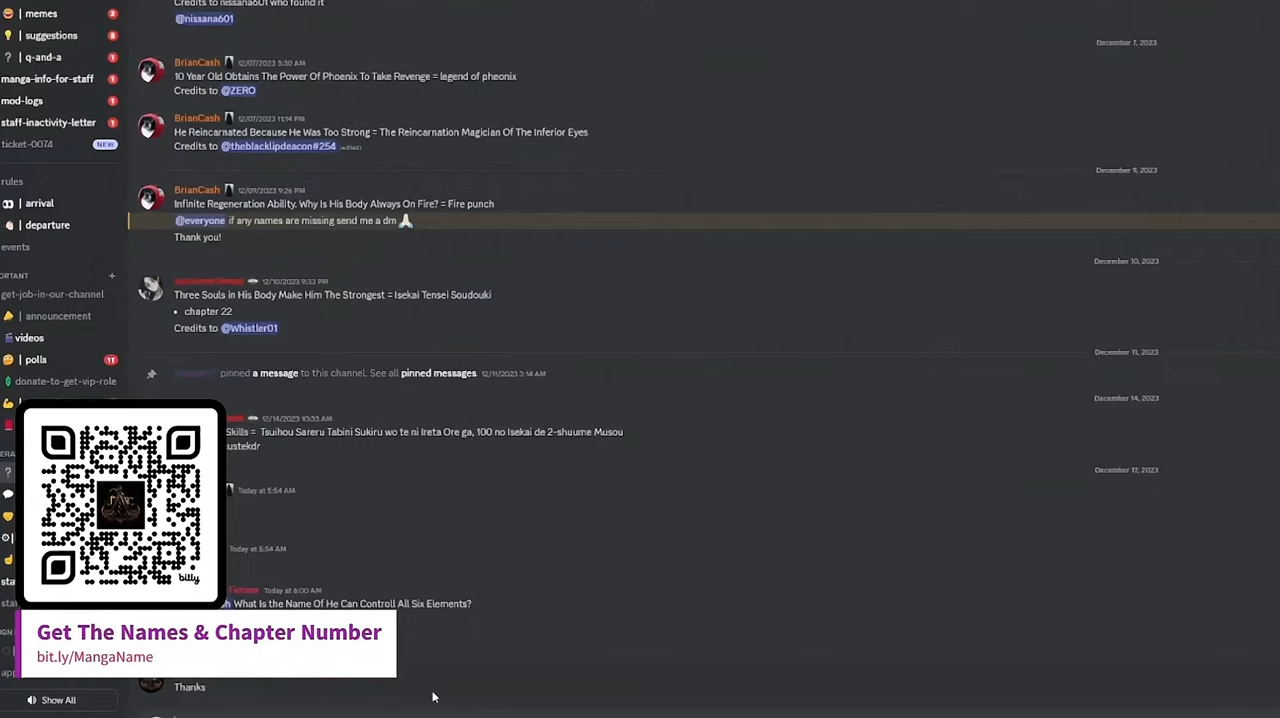 Credits to nissana601 who found it
@nissana601
memes 2
suggestions 8
q-and-a 1
manga-info-for-staff 1
mod-logs 1
staff-inactivity-letter 1
ticket-0074 NEW
rules
arrival
departure
events
ORTANT +
get-job-in-our-channel
announcement
videos
polls 11
donate-to-get-vip-role
December 7, 2023
BrianCash 12/07/2023 3:30 AM
10 Year Old Obtains The Power Of Phoenix To Take Revenge = legend of pheonix
Credits to @ZERO
BrianCash 12/07/2023 11:14 PM
He Reincarnated Because He Was Too Strong = The Reincarnation Magician Of The Inferior Eyes
Credits to @theblacklipdeacon#254 (edited)
December 9, 2023
BrianCash 12/09/2023 9:26 PM
Infinite Regeneration Ability. Why Is His Body Always On Fire? = Fire punch
@everyone if any names are missing send me a dm
Thank you!
December 10, 2023
12/10/2023 9:33 PM
Three Souls in His Body Make Him The Strongest = Isekai Tensei Soudouki
• chapter 22
Credits to @Whistler01
December 11, 2023
pinned a message to this channel. See all pinned messages. 12/11/2023 3:14 AM
December 14, 2023
12/14/2023 10:33 AM
Skills = Tsuihou Sareru Tabini Sukiru wo te ni Ireta Ore ga, 100 no Isekai de 2-shuume Musou
ustekdr
December 17, 2023
Today at 5:54 AM
Today at 5:54 AM
Today at 6:00 AM
What Is the Name Of He Can Controll All Six Elements?
bitly
Get The Names & Chapter Number
bit.ly/MangaName
Thanks
Show All